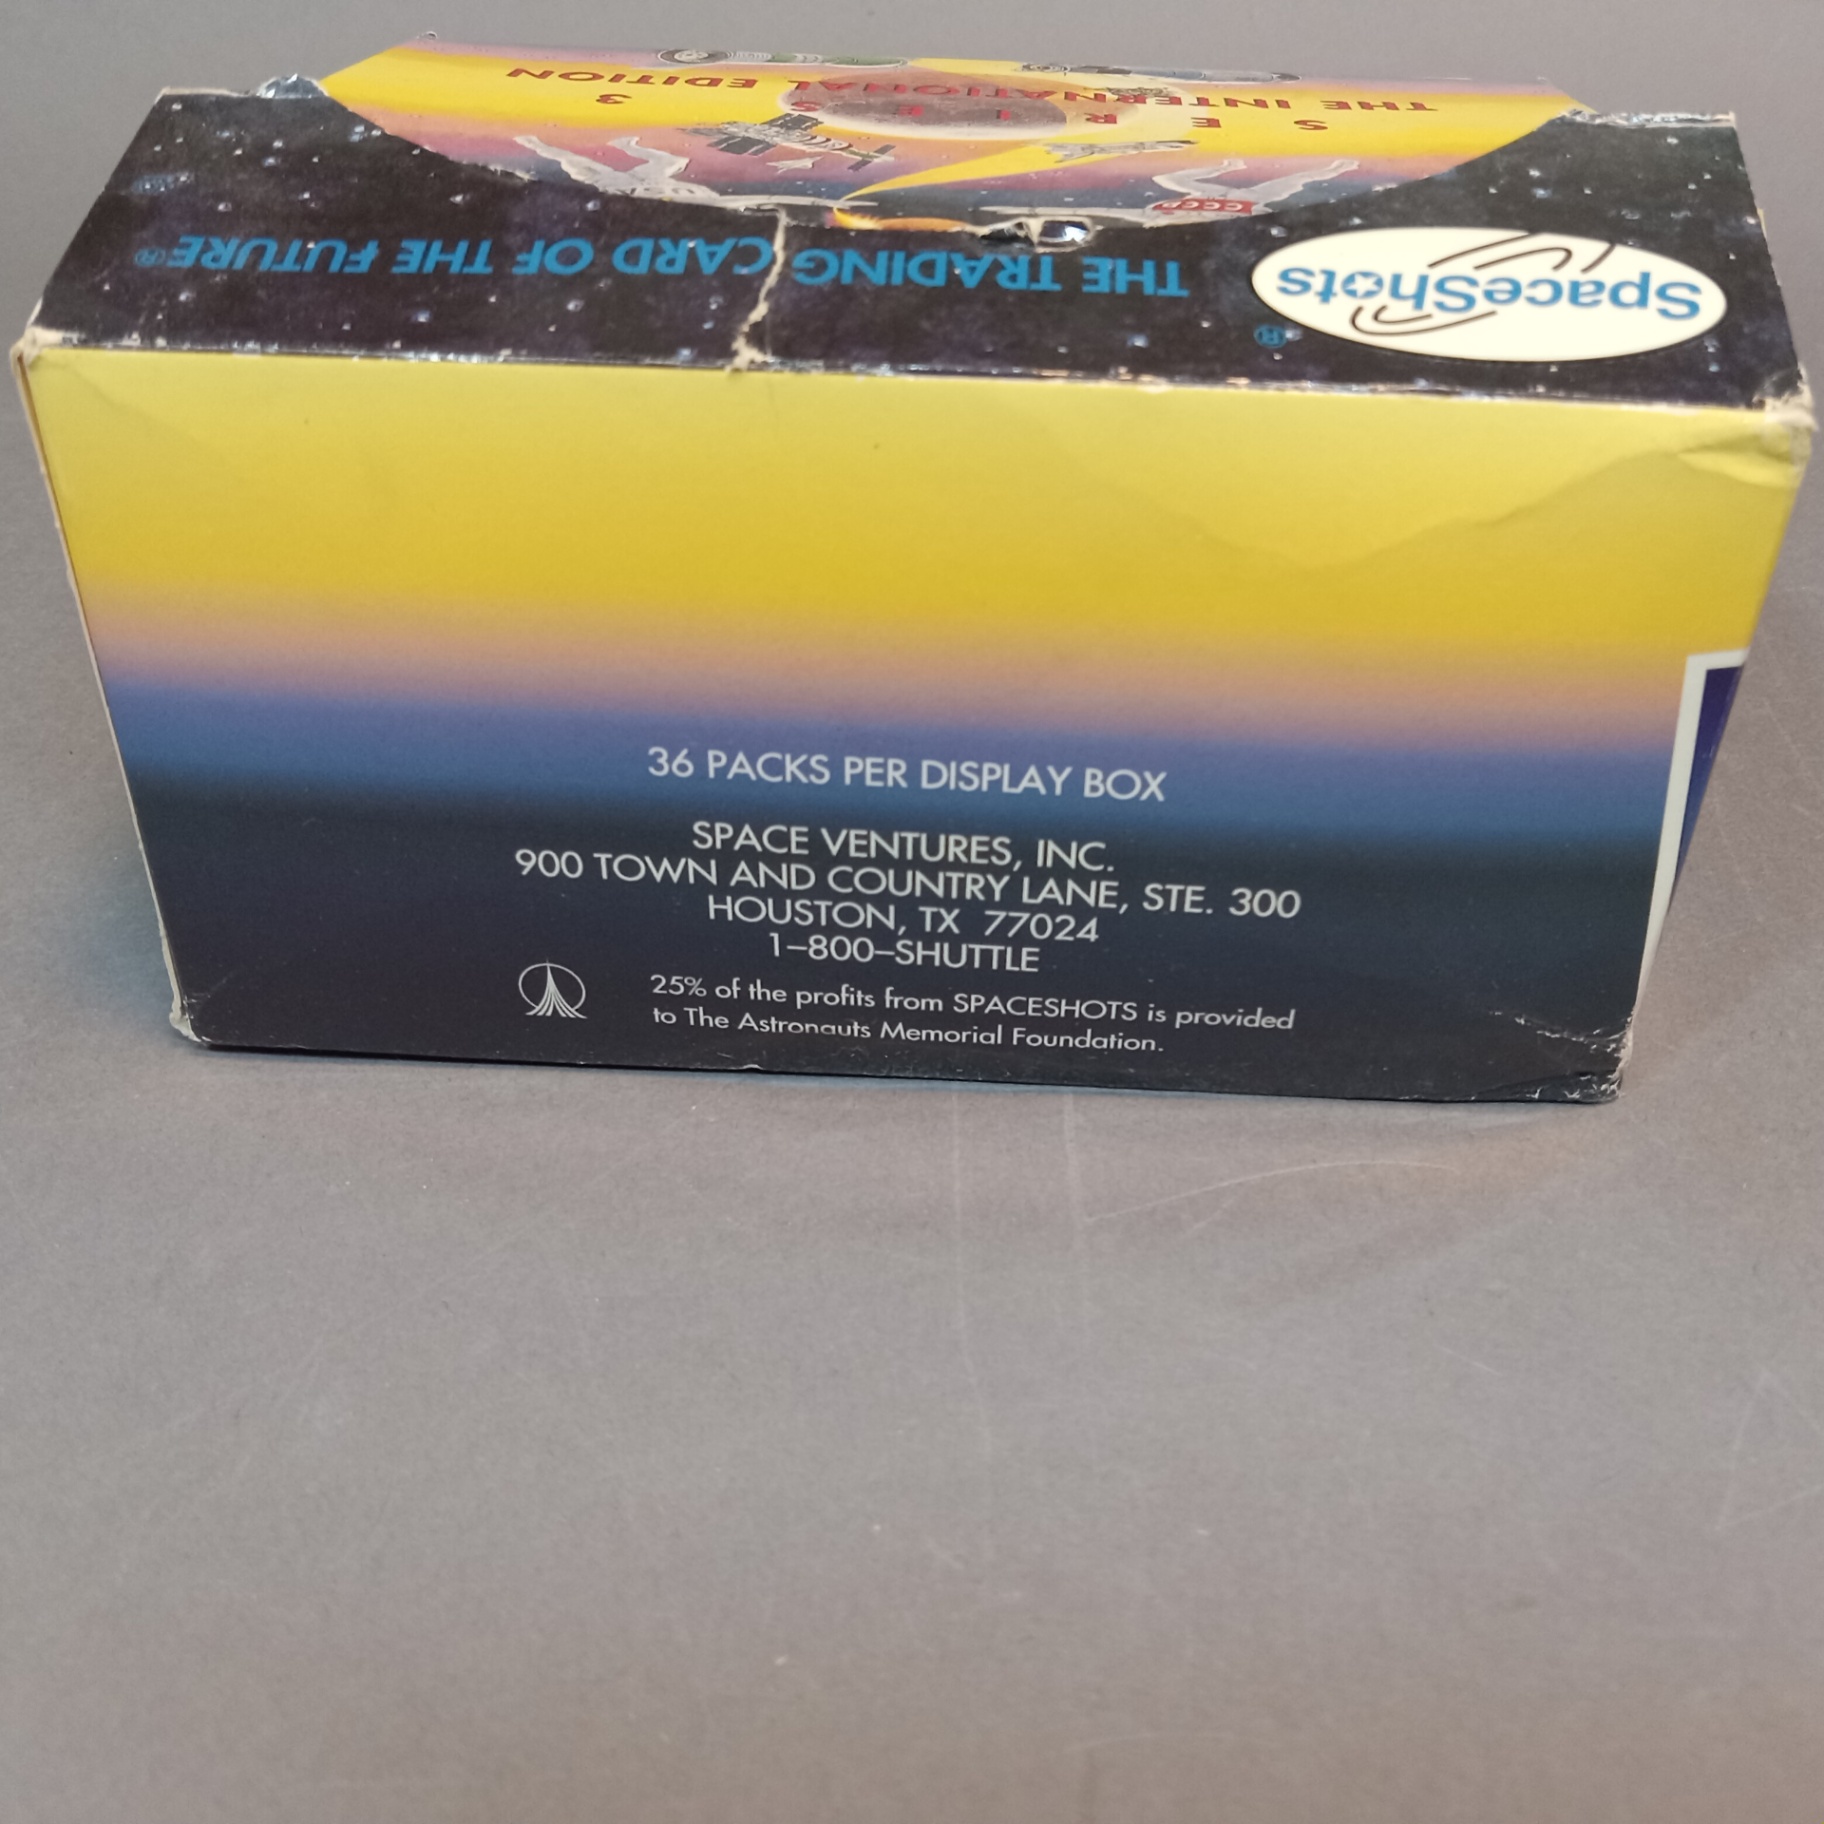 THE INTERNATIONAL EDITION
SERIES 3
USA
CCCP
SpaceShots
®
THE TRADING CARD OF THE FUTURE®
36 PACKS PER DISPLAY BOX
SPACE VENTURES, INC.
900 TOWN AND COUNTRY LANE, STE. 300
HOUSTON, TX 77024
1–800–SHUTTLE
25% of the profits from SPACESHOTS is provided
to The Astronauts Memorial Foundation.